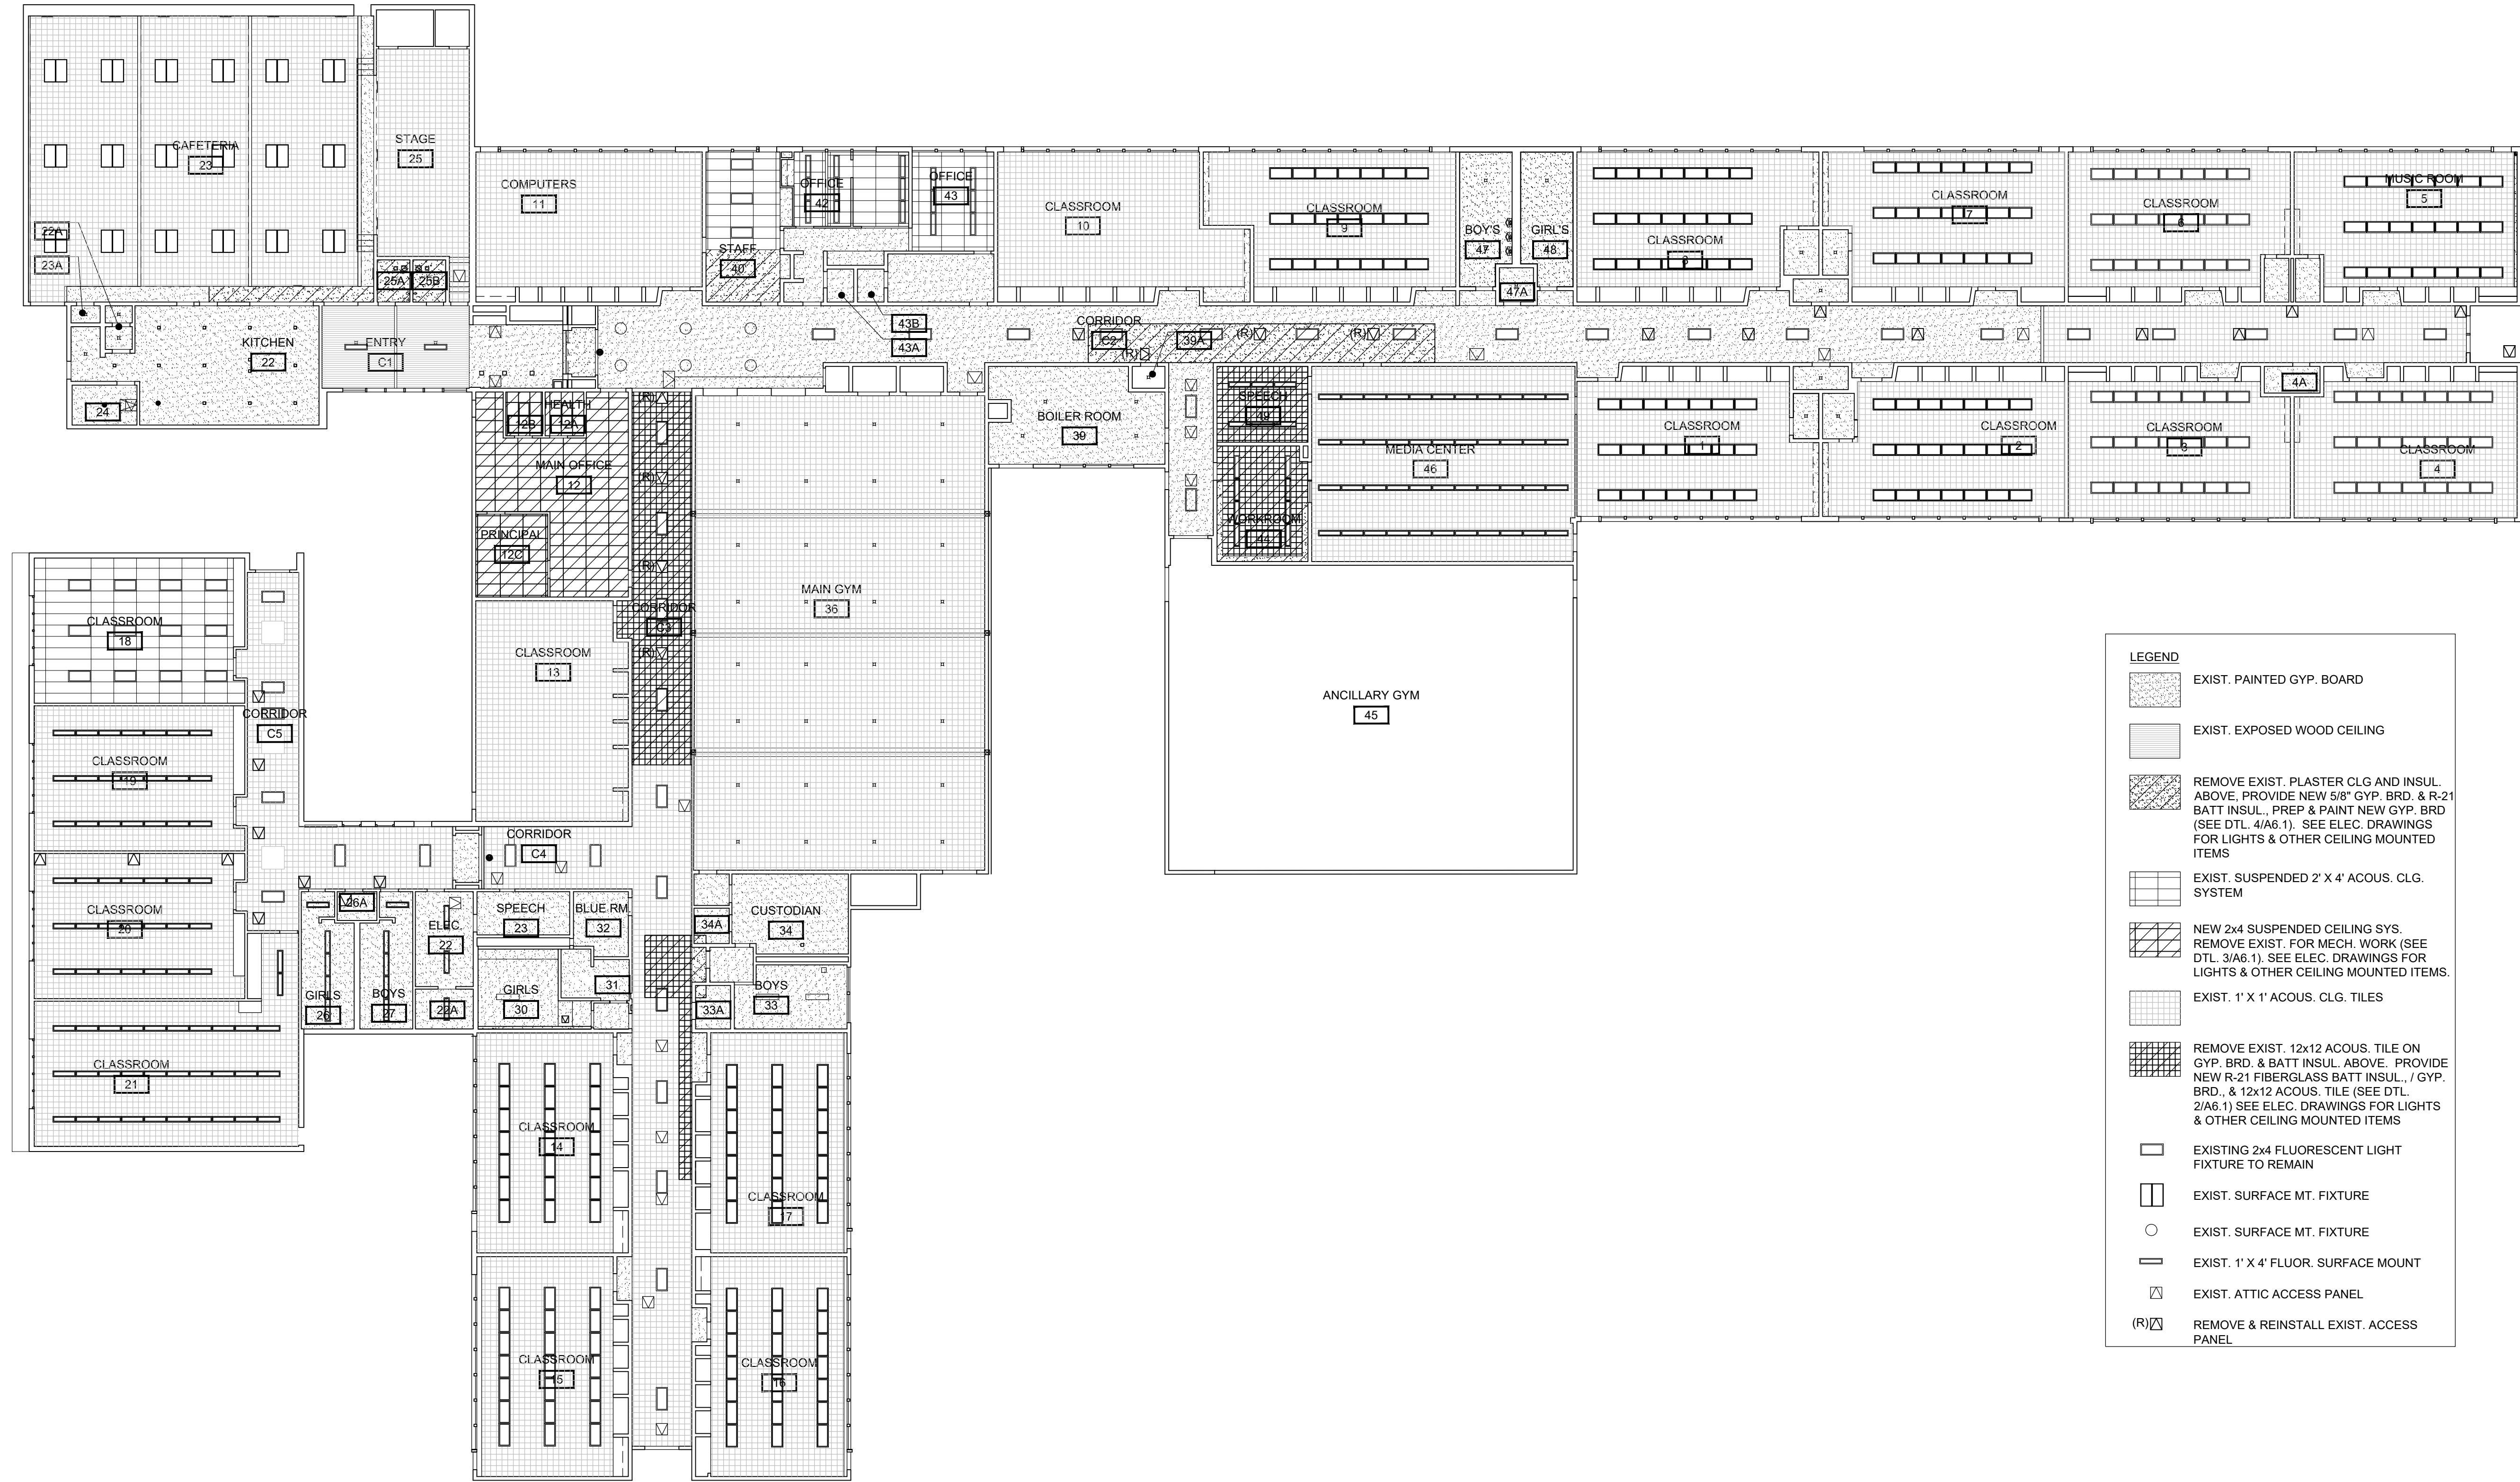 CAFETERIA
23
STAGE
25
COMPUTERS
11
OFFICE
42
OFFICE
43
CLASSROOM
10
CLASSROOM
9
BOY'S
47
GIRL'S
48
47A
CLASSROOM
8
CLASSROOM
7
CLASSROOM
6
MUSIC ROOM
5
22A
23A
25A
25B
STAFF
40
KITCHEN
22
24
ENTRY
C1
43B
43A
CORRIDOR
C2
39A
(R)
(R)
(R)
HEALTH
12B
12A
MAIN OFFICE
12
PRINCIPAL
12C
(R)
(R)
(R)
(R)
CORRIDOR
C3
BOILER ROOM
39
SPEECH
49
WORKROOM
44
MEDIA CENTER
46
CLASSROOM
1
CLASSROOM
2
CLASSROOM
3
4A
CLASSROOM
4
MAIN GYM
36
ANCILLARY GYM
45
CLASSROOM
13
CLASSROOM
18
CORRIDOR
C5
CLASSROOM
19
CLASSROOM
20
CLASSROOM
21
CORRIDOR
C4
26A
ELEC.
22
22A
GIRLS
26
BOYS
27
SPEECH
23
BLUE RM
32
31
GIRLS
30
34A
CUSTODIAN
34
BOYS
33
33A
CLASSROOM
14
CLASSROOM
17
CLASSROOM
15
CLASSROOM
16
LEGEND
EXIST. PAINTED GYP. BOARD
EXIST. EXPOSED WOOD CEILING
REMOVE EXIST. PLASTER CLG AND INSUL.
ABOVE, PROVIDE NEW 5/8" GYP. BRD. & R-21
BATT INSUL., PREP & PAINT NEW GYP. BRD
(SEE DTL. 4/A6.1). SEE ELEC. DRAWINGS
FOR LIGHTS & OTHER CEILING MOUNTED
ITEMS
EXIST. SUSPENDED 2' X 4' ACOUS. CLG.
SYSTEM
NEW 2x4 SUSPENDED CEILING SYS.
REMOVE EXIST. FOR MECH. WORK (SEE
DTL. 3/A6.1). SEE ELEC. DRAWINGS FOR
LIGHTS & OTHER CEILING MOUNTED ITEMS.
EXIST. 1' X 1' ACOUS. CLG. TILES
REMOVE EXIST. 12x12 ACOUS. TILE ON
GYP. BRD. & BATT INSUL. ABOVE. PROVIDE
NEW R-21 FIBERGLASS BATT INSUL., / GYP.
BRD., & 12x12 ACOUS. TILE (SEE DTL.
2/A6.1) SEE ELEC. DRAWINGS FOR LIGHTS
& OTHER CEILING MOUNTED ITEMS
EXISTING 2x4 FLUORESCENT LIGHT
FIXTURE TO REMAIN
EXIST. SURFACE MT. FIXTURE
EXIST. SURFACE MT. FIXTURE
EXIST. 1' X 4' FLUOR. SURFACE MOUNT
EXIST. ATTIC ACCESS PANEL
(R) REMOVE & REINSTALL EXIST. ACCESS
PANEL